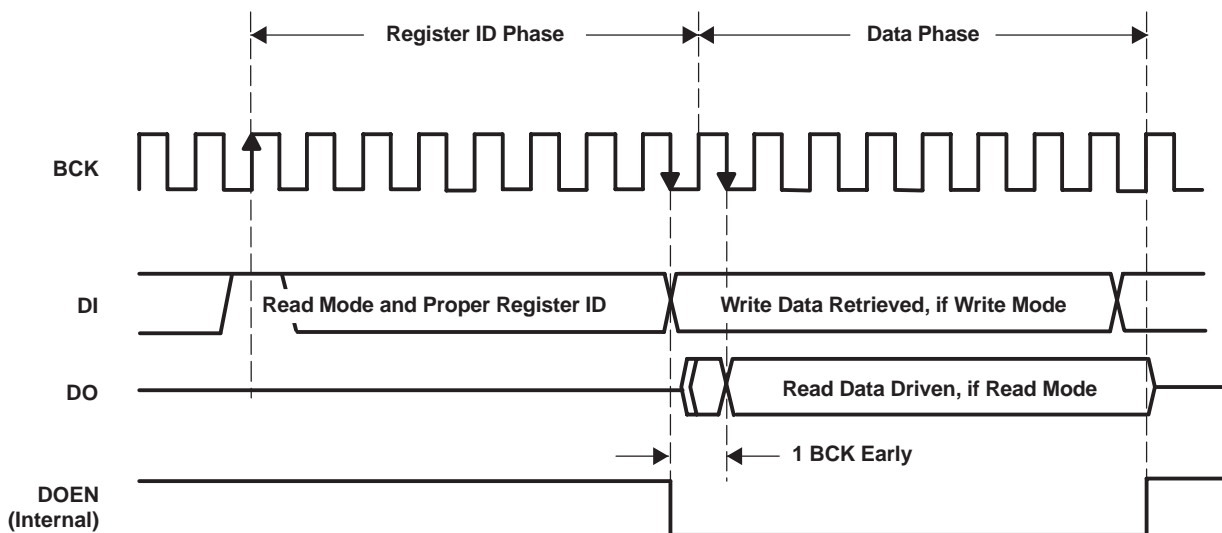 Register ID Phase
Data Phase
BCK
DI
Read Mode and Proper Register ID
Write Data Retrieved, if Write Mode
DO
Read Data Driven, if Read Mode
1 BCK Early
DOEN
(Internal)